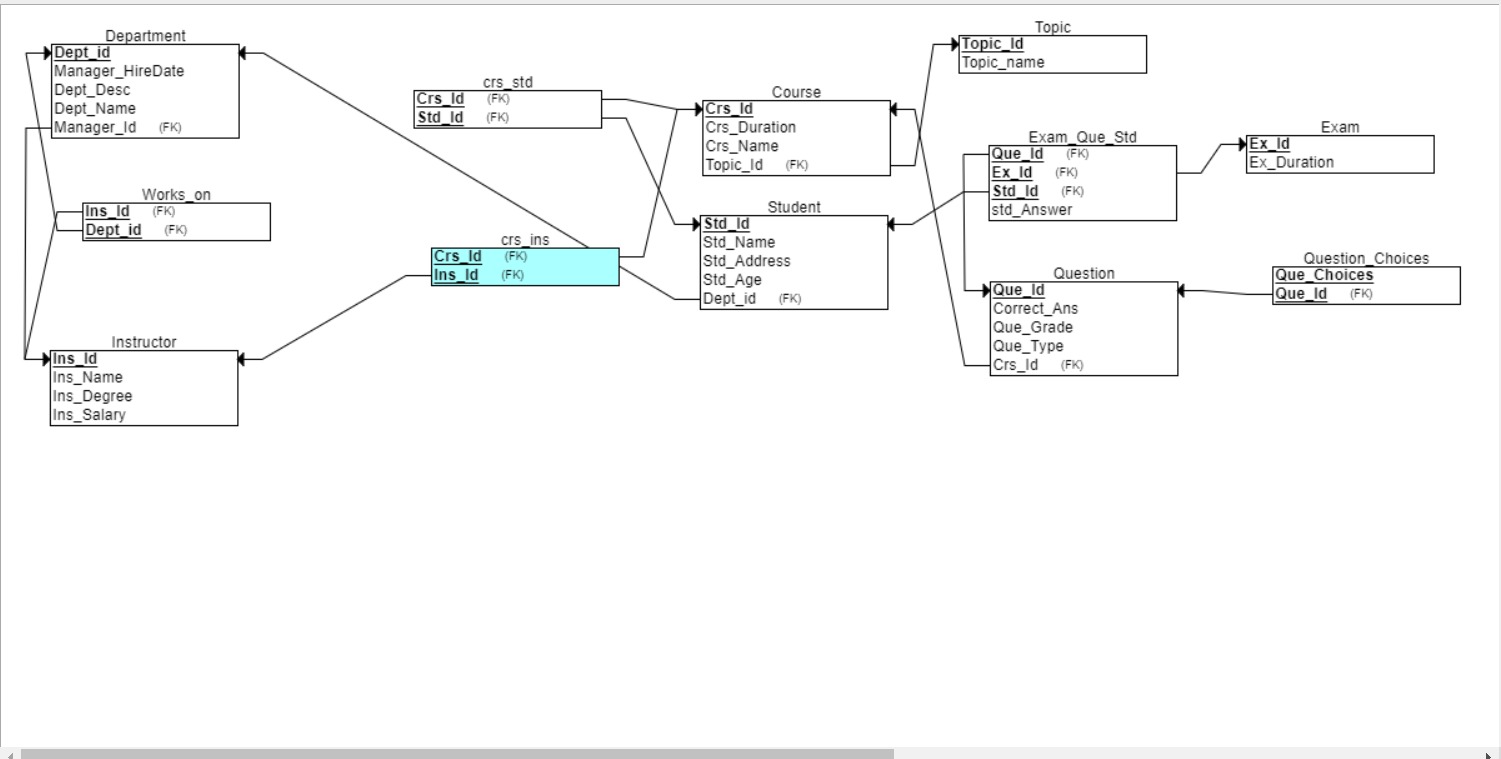 Department
Dept_id
Manager_HireDate
Dept_Desc
Dept_Name
Manager_Id (FK)
Works_on
Ins_Id (FK)
Dept_id (FK)
Instructor
Ins_Id
Ins_Name
Ins_Degree
Ins_Salary
crs_std
Crs_Id (FK)
Std_Id (FK)
crs_ins
Crs_Id (FK)
Ins_Id (FK)
Course
Crs_Id
Crs_Duration
Crs_Name
Topic_Id (FK)
Student
Std_Id
Std_Name
Std_Address
Std_Age
Dept_id (FK)
Topic
Topic_Id
Topic_name
Exam_Que_Std
Que_Id (FK)
Ex_Id (FK)
Std_Id (FK)
std_Answer
Question
Que_Id
Correct_Ans
Que_Grade
Que_Type
Crs_Id (FK)
Exam
Ex_Id
Ex_Duration
Question_Choices
Que_Choices
Que_Id (FK)